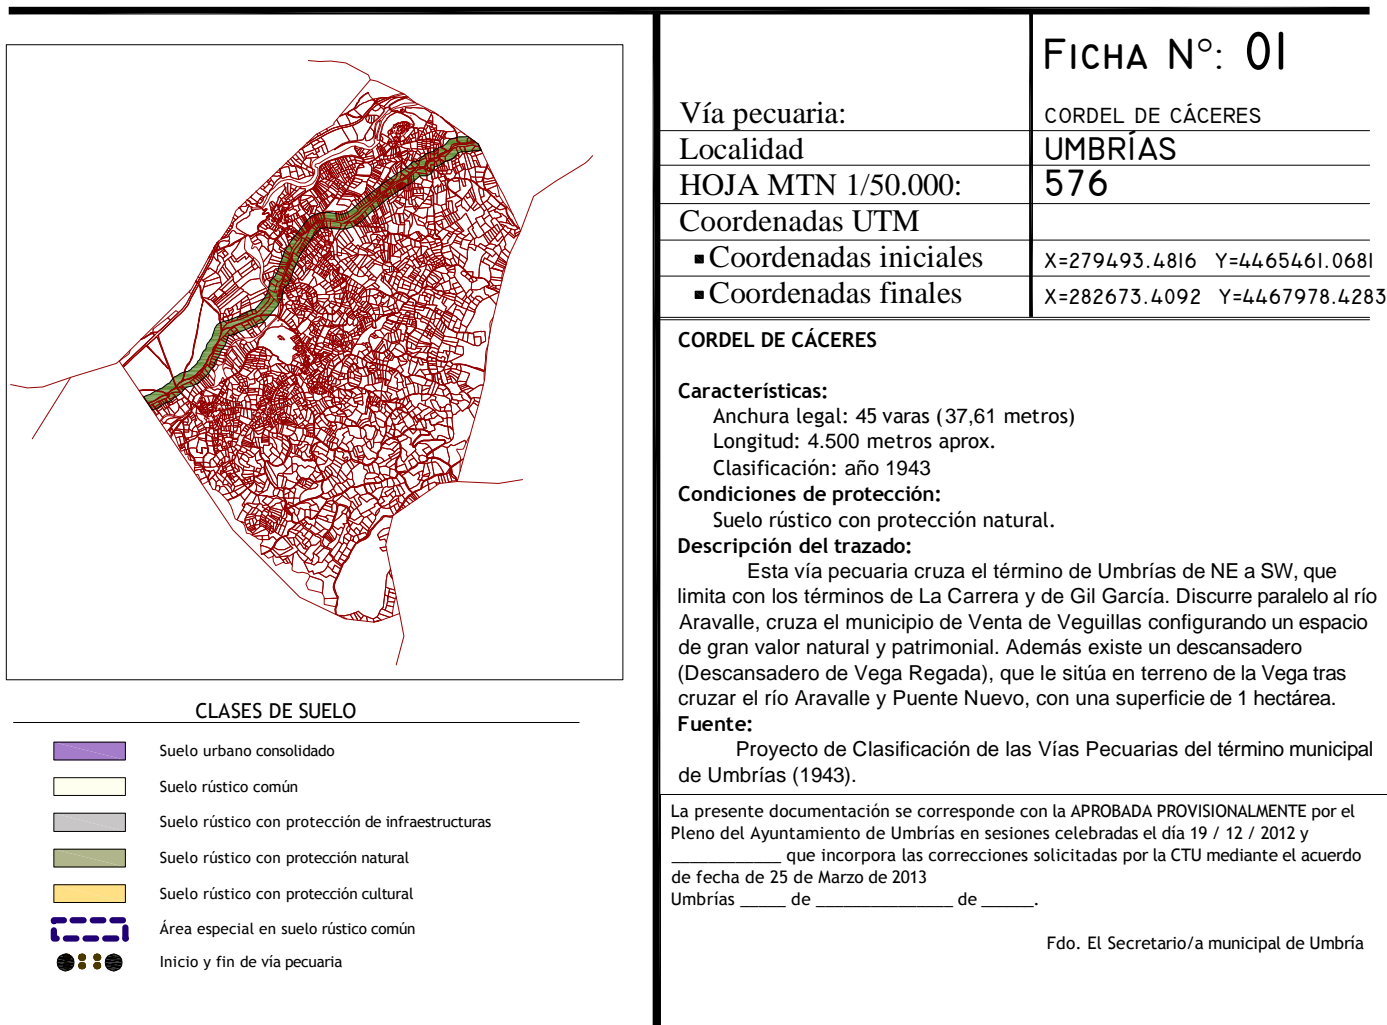 FICHA Nº: 01
Vía pecuaria: CORDEL DE CÁCERES
Localidad UMBRÍAS
HOJA MTN 1/50.000: 576
Coordenadas UTM
Coordenadas iniciales X=279493.4816 Y=4465461.0681
Coordenadas finales X=282673.4092 Y=4467978.4283
CORDEL DE CÁCERES
Características:
Anchura legal: 45 varas (37,61 metros)
Longitud: 4.500 metros aprox.
Clasificación: año 1943
Condiciones de protección:
Suelo rústico con protección natural.
Descripción del trazado:
Esta vía pecuaria cruza el término de Umbrías de NE a SW, que
limita con los términos de La Carrera y de Gil García. Discurre paralelo al río
Aravalle, cruza el municipio de Venta de Veguillas configurando un espacio
de gran valor natural y patrimonial. Además existe un descansadero
(Descansadero de Vega Regada), que le sitúa en terreno de la Vega tras
cruzar el río Aravalle y Puente Nuevo, con una superficie de 1 hectárea.
Fuente:
Proyecto de Clasificación de las Vías Pecuarias del término municipal
de Umbrías (1943).
La presente documentación se corresponde con la APROBADA PROVISIONALMENTE por el
Pleno del Ayuntamiento de Umbrías en sesiones celebradas el día 19 / 12 / 2012 y
____________ que incorpora las correcciones solicitadas por la CTU mediante el acuerdo
de fecha de 25 de Marzo de 2013
Umbrías _____ de _______________ de ______.
Fdo. El Secretario/a municipal de Umbría
CLASES DE SUELO
Suelo urbano consolidado
Suelo rústico común
Suelo rústico con protección de infraestructuras
Suelo rústico con protección natural
Suelo rústico con protección cultural
Área especial en suelo rústico común
Inicio y fin de vía pecuaria